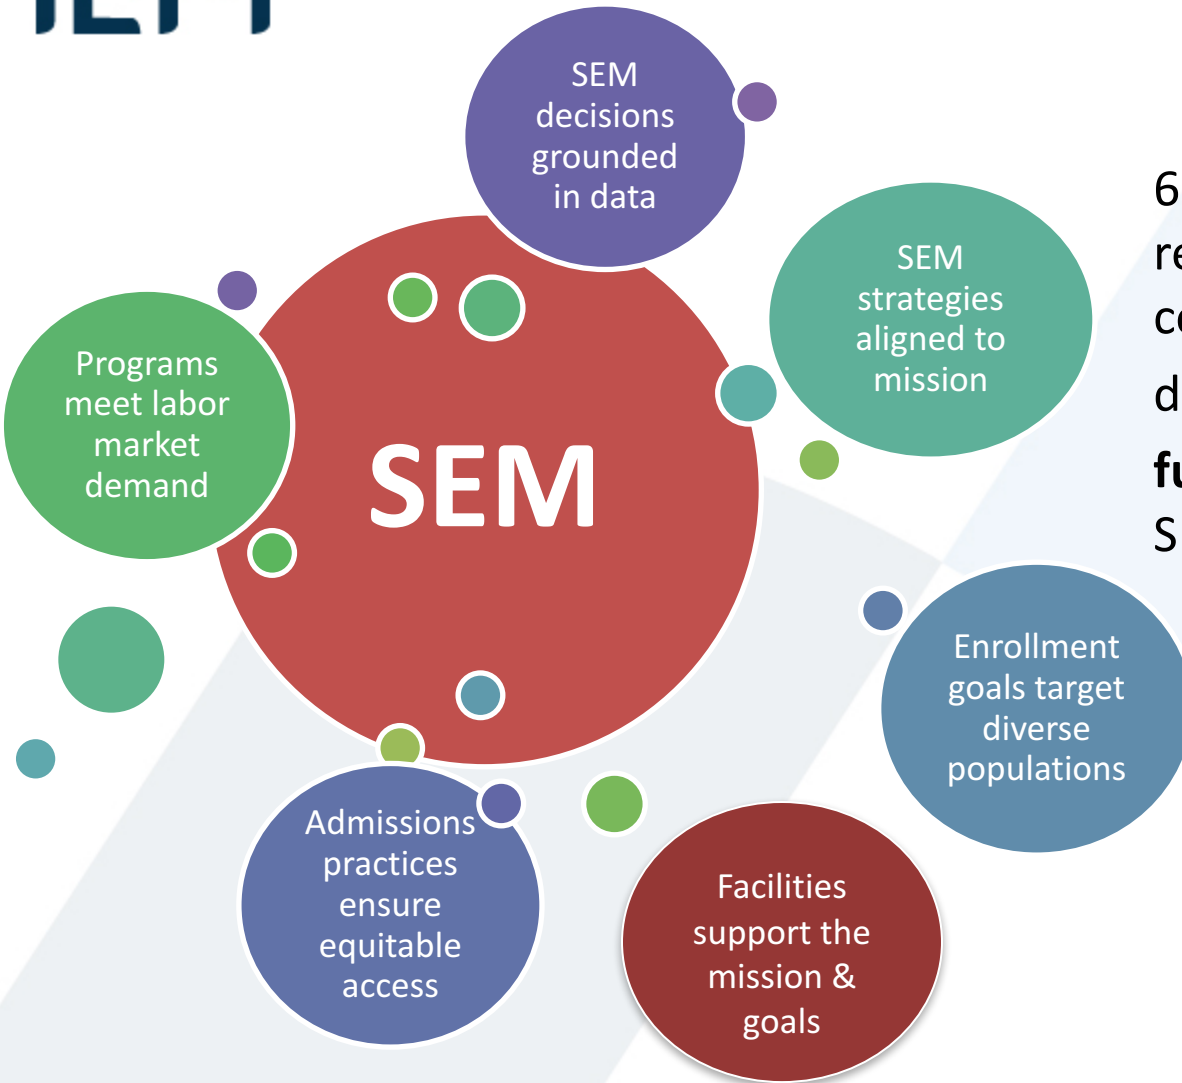 SEM
decisions
grounded
in data
SEM
strategies
aligned to
mission
Programs
meet labor
market
demand
SEM
Enrollment
goals target
diverse
populations
Admissions
practices
ensure
equitable
access
Facilities
support the
mission &
goals